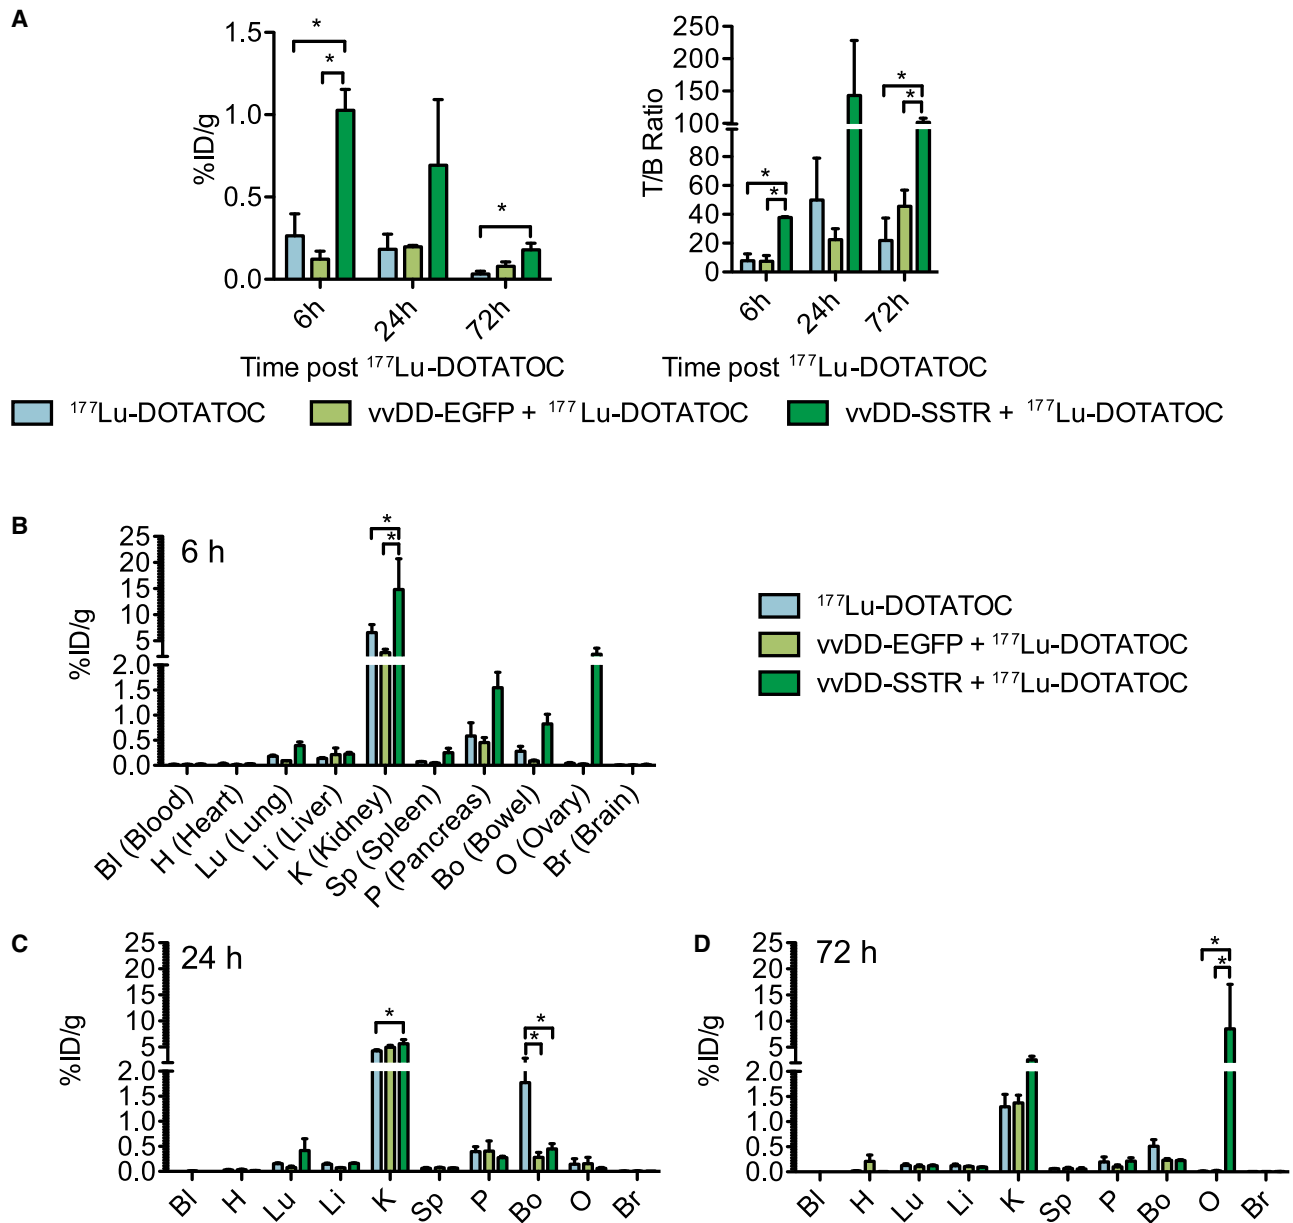 A
%ID/g
1.5
1.0
0.5
0.0
*
*
*
6h
24h
72h
Time post ¹⁷⁷Lu-DOTATOC
T/B Ratio
250
200
150
100
80
60
40
20
0
*
*
*
*
6h
24h
72h
Time post ¹⁷⁷Lu-DOTATOC
¹⁷⁷Lu-DOTATOC
vvDD-EGFP + ¹⁷⁷Lu-DOTATOC
vvDD-SSTR + ¹⁷⁷Lu-DOTATOC
B
6 h
%ID/g
25
20
15
10
5
2.0
1.5
1.0
0.5
0.0
*
*
Bl (Blood)
H (Heart)
Lu (Lung)
Li (Liver)
K (Kidney)
Sp (Spleen)
P (Pancreas)
Bo (Bowel)
O (Ovary)
Br (Brain)
¹⁷⁷Lu-DOTATOC
vvDD-EGFP + ¹⁷⁷Lu-DOTATOC
vvDD-SSTR + ¹⁷⁷Lu-DOTATOC
C
24 h
%ID/g
25
20
15
10
5
2.0
1.5
1.0
0.5
0.0
*
*
*
Bl
H
Lu
Li
K
Sp
P
Bo
O
Br
D
72 h
%ID/g
25
20
15
10
5
2.0
1.5
1.0
0.5
0.0
*
*
Bl
H
Lu
Li
K
Sp
P
Bo
O
Br